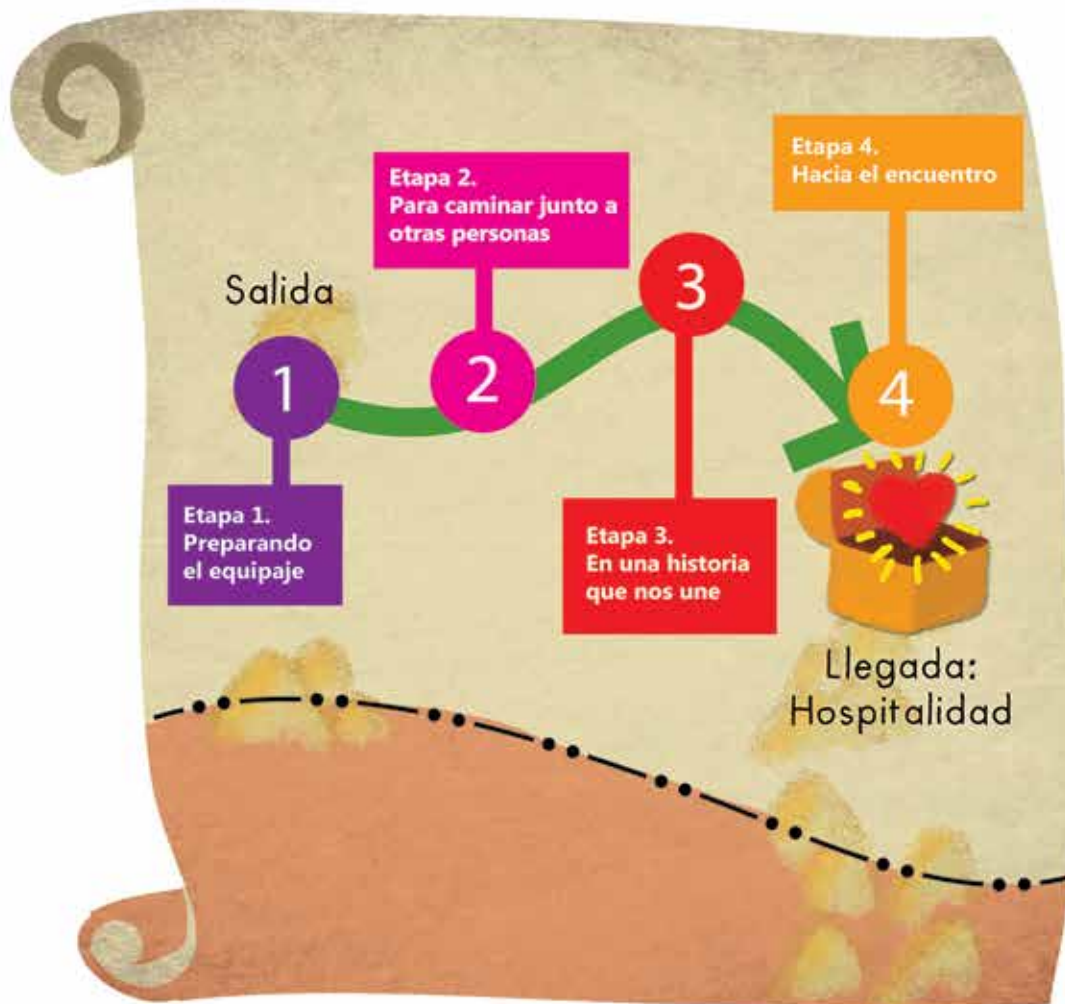 Salida
1
Etapa 1.
Preparando
el equipaje
Etapa 2.
Para caminar junto a
otras personas
2
3
Etapa 3.
En una historia
que nos une
Etapa 4.
Hacia el encuentro
4
Llegada:
Hospitalidad